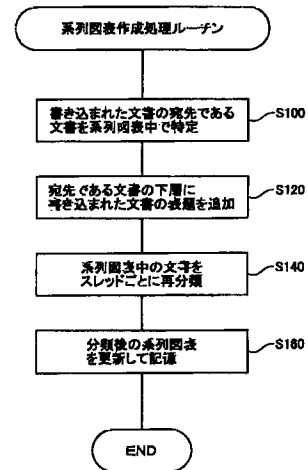 系列図表作成処理ルーチン
書き込まれた文書の宛先である
文書を系列図表中で特定
S100
宛先である文書の下層に
書き込まれた文書の表題を追加
S120
系列図表中の文書を
スレッドごとに再分類
S140
分類後の系列図表
を更新して記憶
S160
END